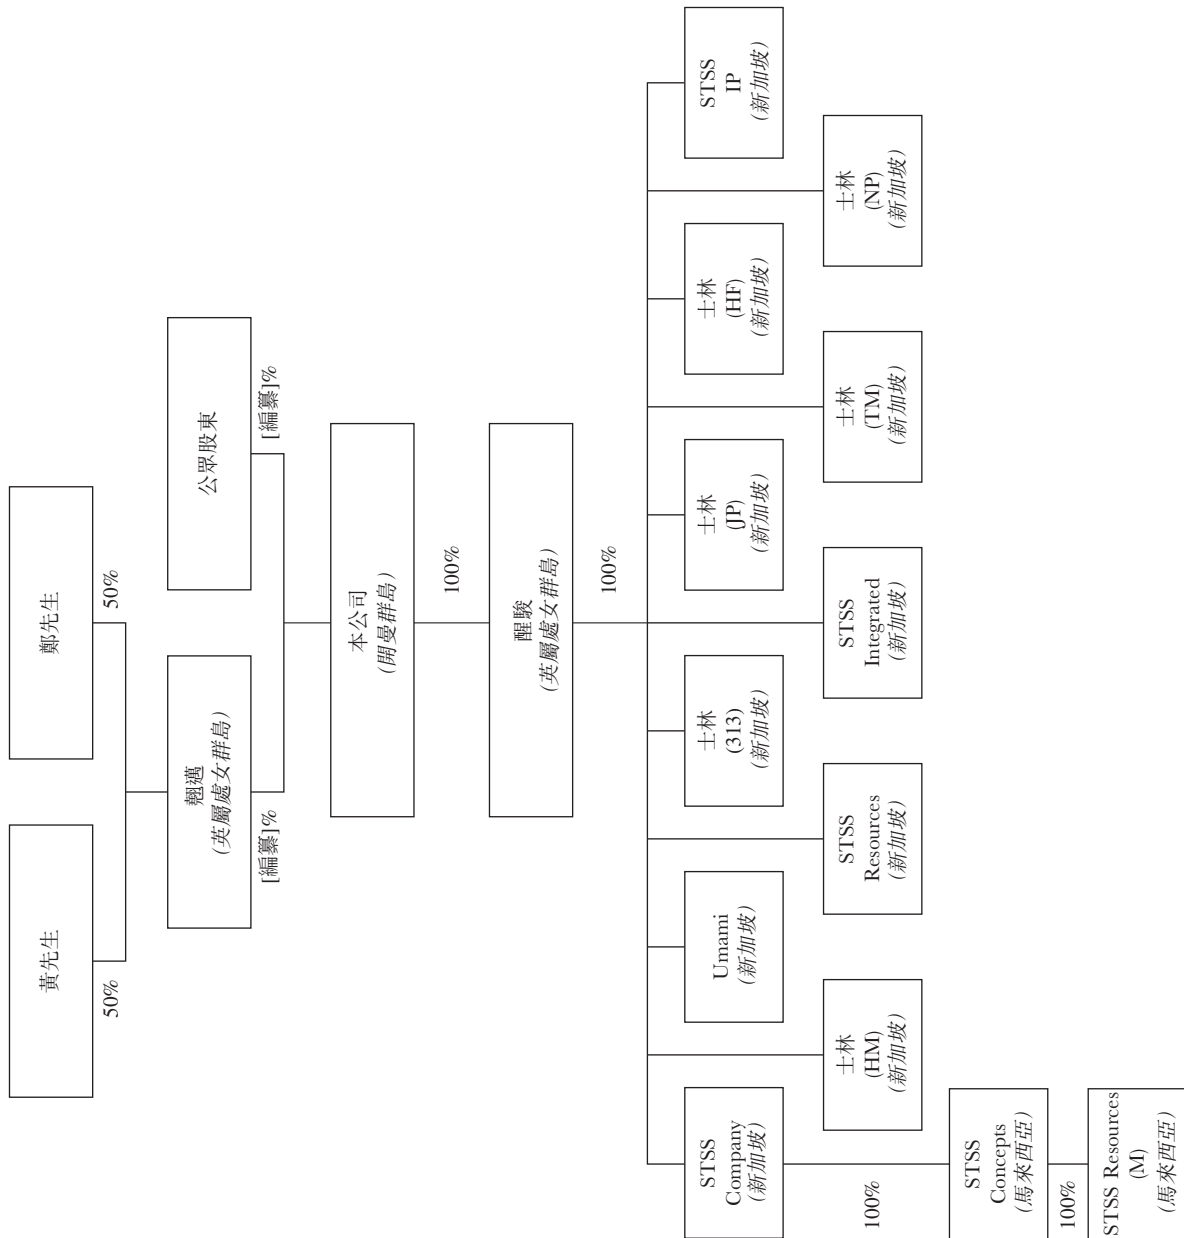 黃先生
鄭先生
50%
50%
翹邁
(英屬處女群島)
公眾股東
[編纂]%
[編纂]%
本公司
(開曼群島)
100%
醒駿
(英屬處女群島)
100%
STSS
Company
(新加坡)
Umami
(新加坡)
士林
(313)
(新加坡)
士林
(JP)
(新加坡)
士林
(HF)
(新加坡)
STSS
IP
(新加坡)
士林
(HM)
(新加坡)
STSS
Resources
(新加坡)
STSS
Integrated
(新加坡)
士林
(TM)
(新加坡)
士林
(NP)
(新加坡)
100%
STSS
Concepts
(馬來西亞)
100%
STSS Resources
(M)
(馬來西亞)